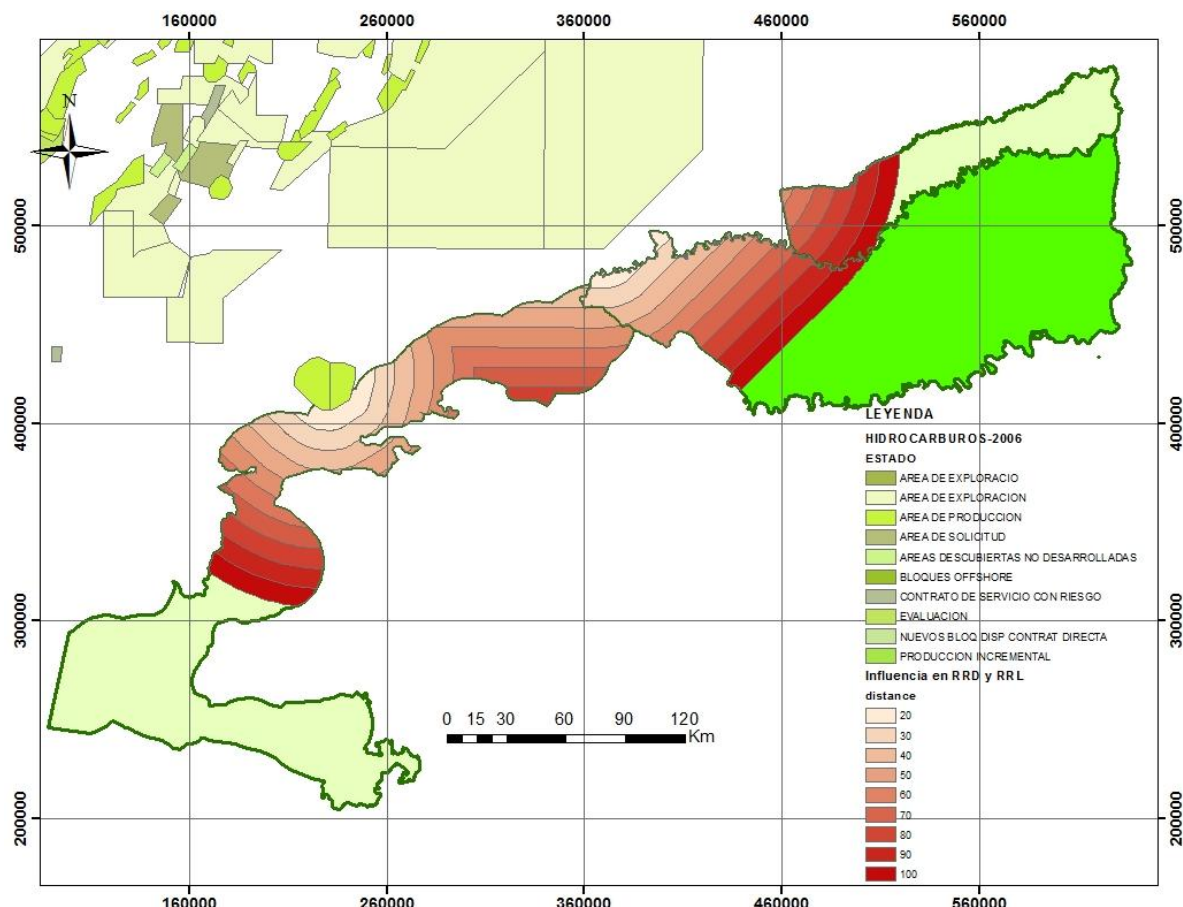 160000 260000 360000 460000 560000
N
500000 500000
400000 400000
300000 300000
200000 200000
LEYENDA
HIDROCARBUROS-2006
ESTADO
AREA DE EXPLORACIO
AREA DE EXPLORACION
AREA DE PRODUCCION
AREA DE SOLICITUD
AREAS DESCUBIERTAS NO DESARROLLADAS
BLOQUES OFFSHORE
CONTRATO DE SERVICIO CON RIESGO
EVALUACION
NUEVOS BLOQ DISP CONTRAT DIRECTA
PRODUCCION INCREMENTAL
Influencia en RRD y RRL
distance
20
30
40
50
60
70
80
90
100
0 15 30 60 90 120
Km
160000 260000 360000 460000 560000